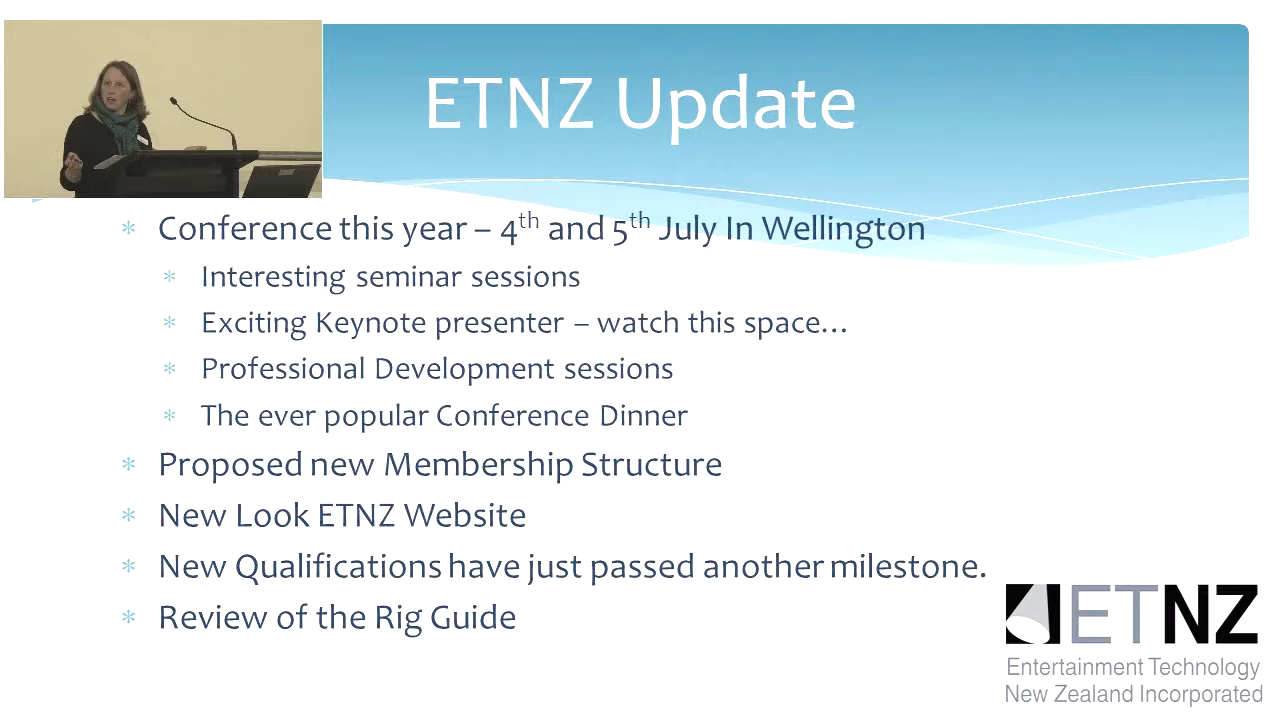 ETNZ Update
* Conference this year – 4th and 5th July In Wellington
* Interesting seminar sessions
* Exciting Keynote presenter – watch this space...
* Professional Development sessions
* The ever popular Conference Dinner
* Proposed new Membership Structure
* New Look ETNZ Website
* New Qualifications have just passed another milestone.
* Review of the Rig Guide
ETNZ
Entertainment Technology
New Zealand Incorporated